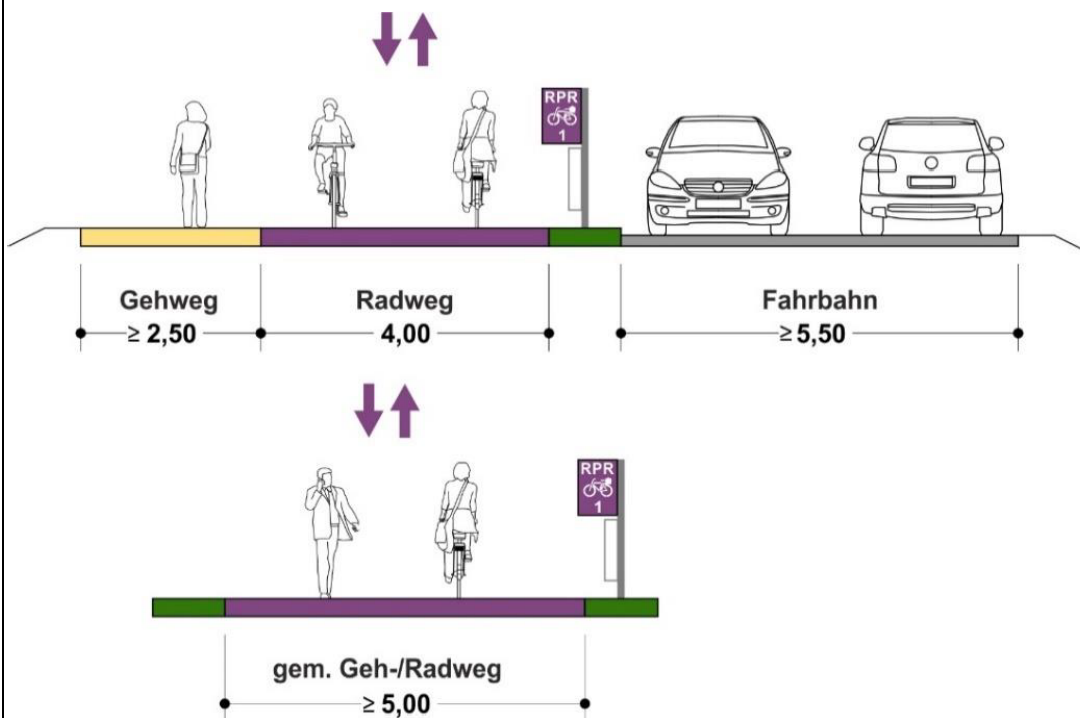 RPR
1
Gehweg
≥ 2,50
Radweg
4,00
Fahrbahn
≥ 5,50
RPR
1
gem. Geh-/Radweg
≥ 5,00